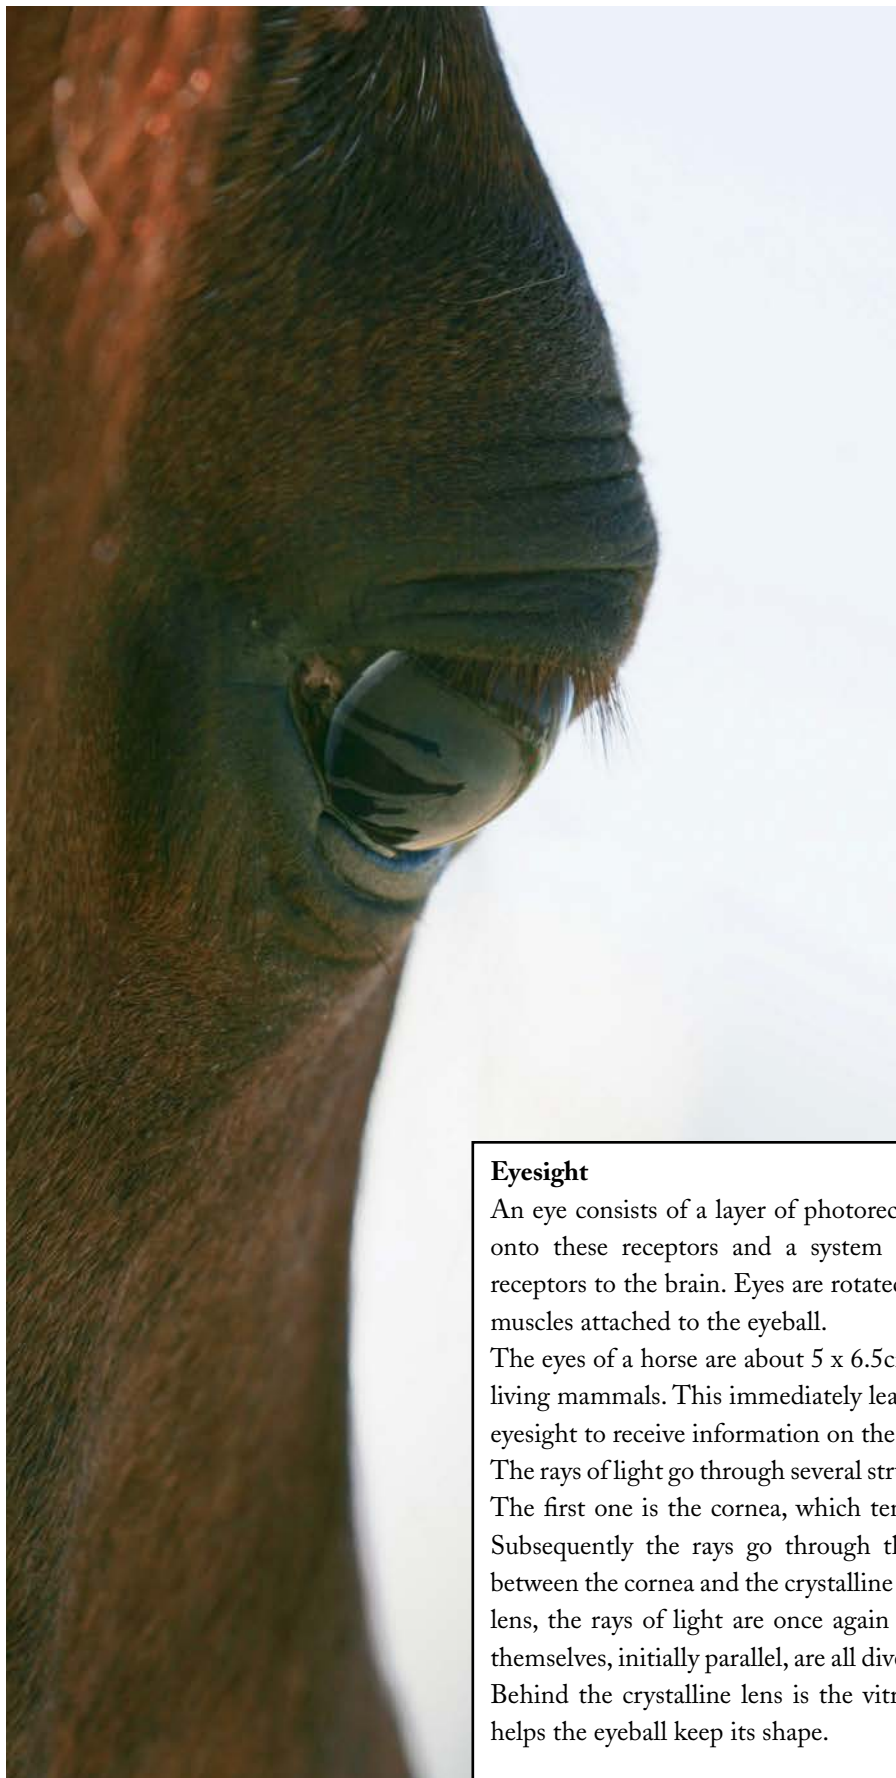 Eyesight
An eye consists of a layer of photorec
onto these receptors and a system
receptors to the brain. Eyes are rotated
muscles attached to the eyeball.
The eyes of a horse are about 5 x 6.5c
living mammals. This immediately lea
eyesight to receive information on the
The rays of light go through several str
The first one is the cornea, which ter
Subsequently the rays go through th
between the cornea and the crystalline
lens, the rays of light are once again
themselves, initially parallel, are all dive
Behind the crystalline lens is the vitr
helps the eyeball keep its shape.